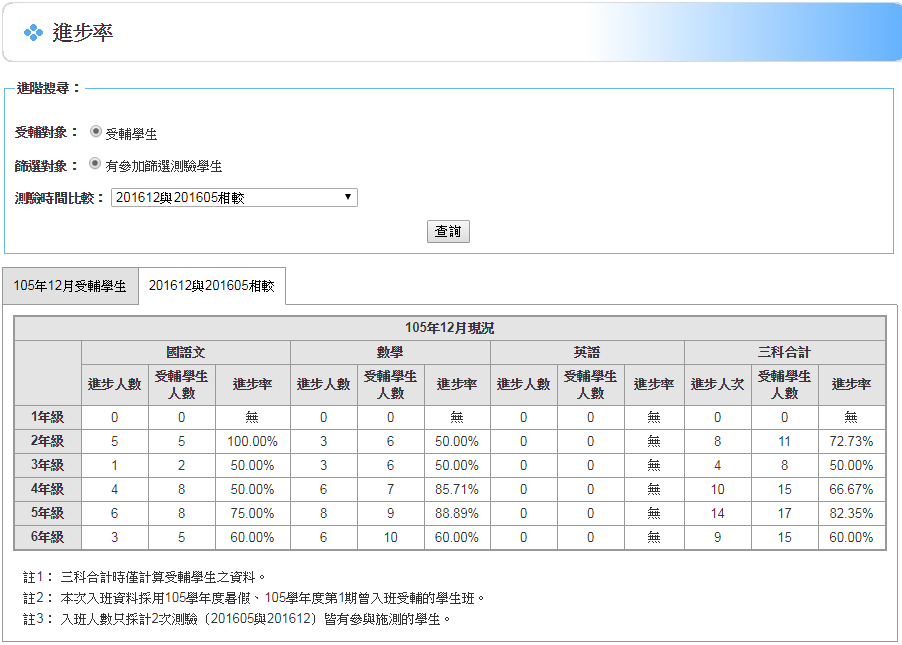 進步率
進階搜尋：
受輔對象： 受輔學生
篩選對象： 有參加篩選測驗學生
測驗時間比較： 201612與201605相較
查詢
105年12月受輔學生 201612與201605相較
105年12月現況
國語文 數學 英語 三科合計
進步人數 受輔學生人數 進步率 進步人數 受輔學生人數 進步率 進步人數 受輔學生人數 進步率 進步人次 受輔學生人數 進步率
1年級 0 0 無 0 0 無 0 0 無 0 0 無
2年級 5 5 100.00% 3 6 50.00% 0 0 無 8 11 72.73%
3年級 1 2 50.00% 3 6 50.00% 0 0 無 4 8 50.00%
4年級 4 8 50.00% 6 7 85.71% 0 0 無 10 15 66.67%
5年級 6 8 75.00% 8 9 88.89% 0 0 無 14 17 82.35%
6年級 3 5 60.00% 6 10 60.00% 0 0 無 9 15 60.00%
註1： 三科合計時僅計算受輔學生之資料。
註2： 本次入班資料採用105學年度暑假、105學年度第1期曾入班受輔的學生班。
註3： 入班人數只採計2次測驗〔201605與201612〕皆有參與施測的學生。